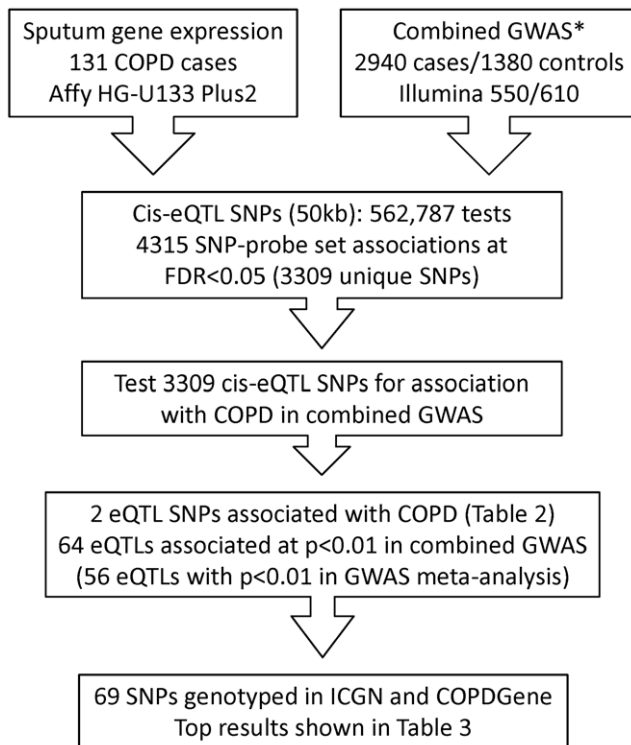 Sputum gene expression
131 COPD cases
Affy HG-U133 Plus2
Combined GWAS*
2940 cases/1380 controls
Illumina 550/610
Cis-eQTL SNPs (50kb): 562,787 tests
4315 SNP-probe set associations at
FDR<0.05 (3309 unique SNPs)
Test 3309 cis-eQTL SNPs for association
with COPD in combined GWAS
2 eQTL SNPs associated with COPD (Table 2)
64 eQTLs associated at p<0.01 in combined GWAS
(56 eQTLs with p<0.01 in GWAS meta-analysis)
69 SNPs genotyped in ICGN and COPDGene
Top results shown in Table 3